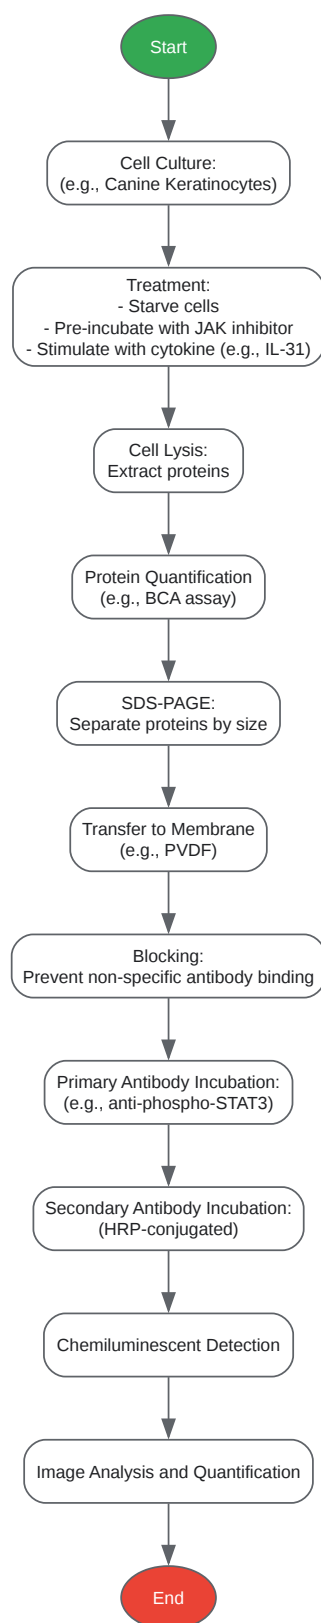 Start
Cell Culture:
(e.g., Canine Keratinocytes)
Treatment:
- Starve cells
- Pre-incubate with JAK inhibitor
- Stimulate with cytokine (e.g., IL-31)
Cell Lysis:
Extract proteins
Protein Quantification
(e.g., BCA assay)
SDS-PAGE:
Separate proteins by size
Transfer to Membrane
(e.g., PVDF)
Blocking:
Prevent non-specific antibody binding
Primary Antibody Incubation:
(e.g., anti-phospho-STAT3)
Secondary Antibody Incubation:
(HRP-conjugated)
Chemiluminescent Detection
Image Analysis and Quantification
End